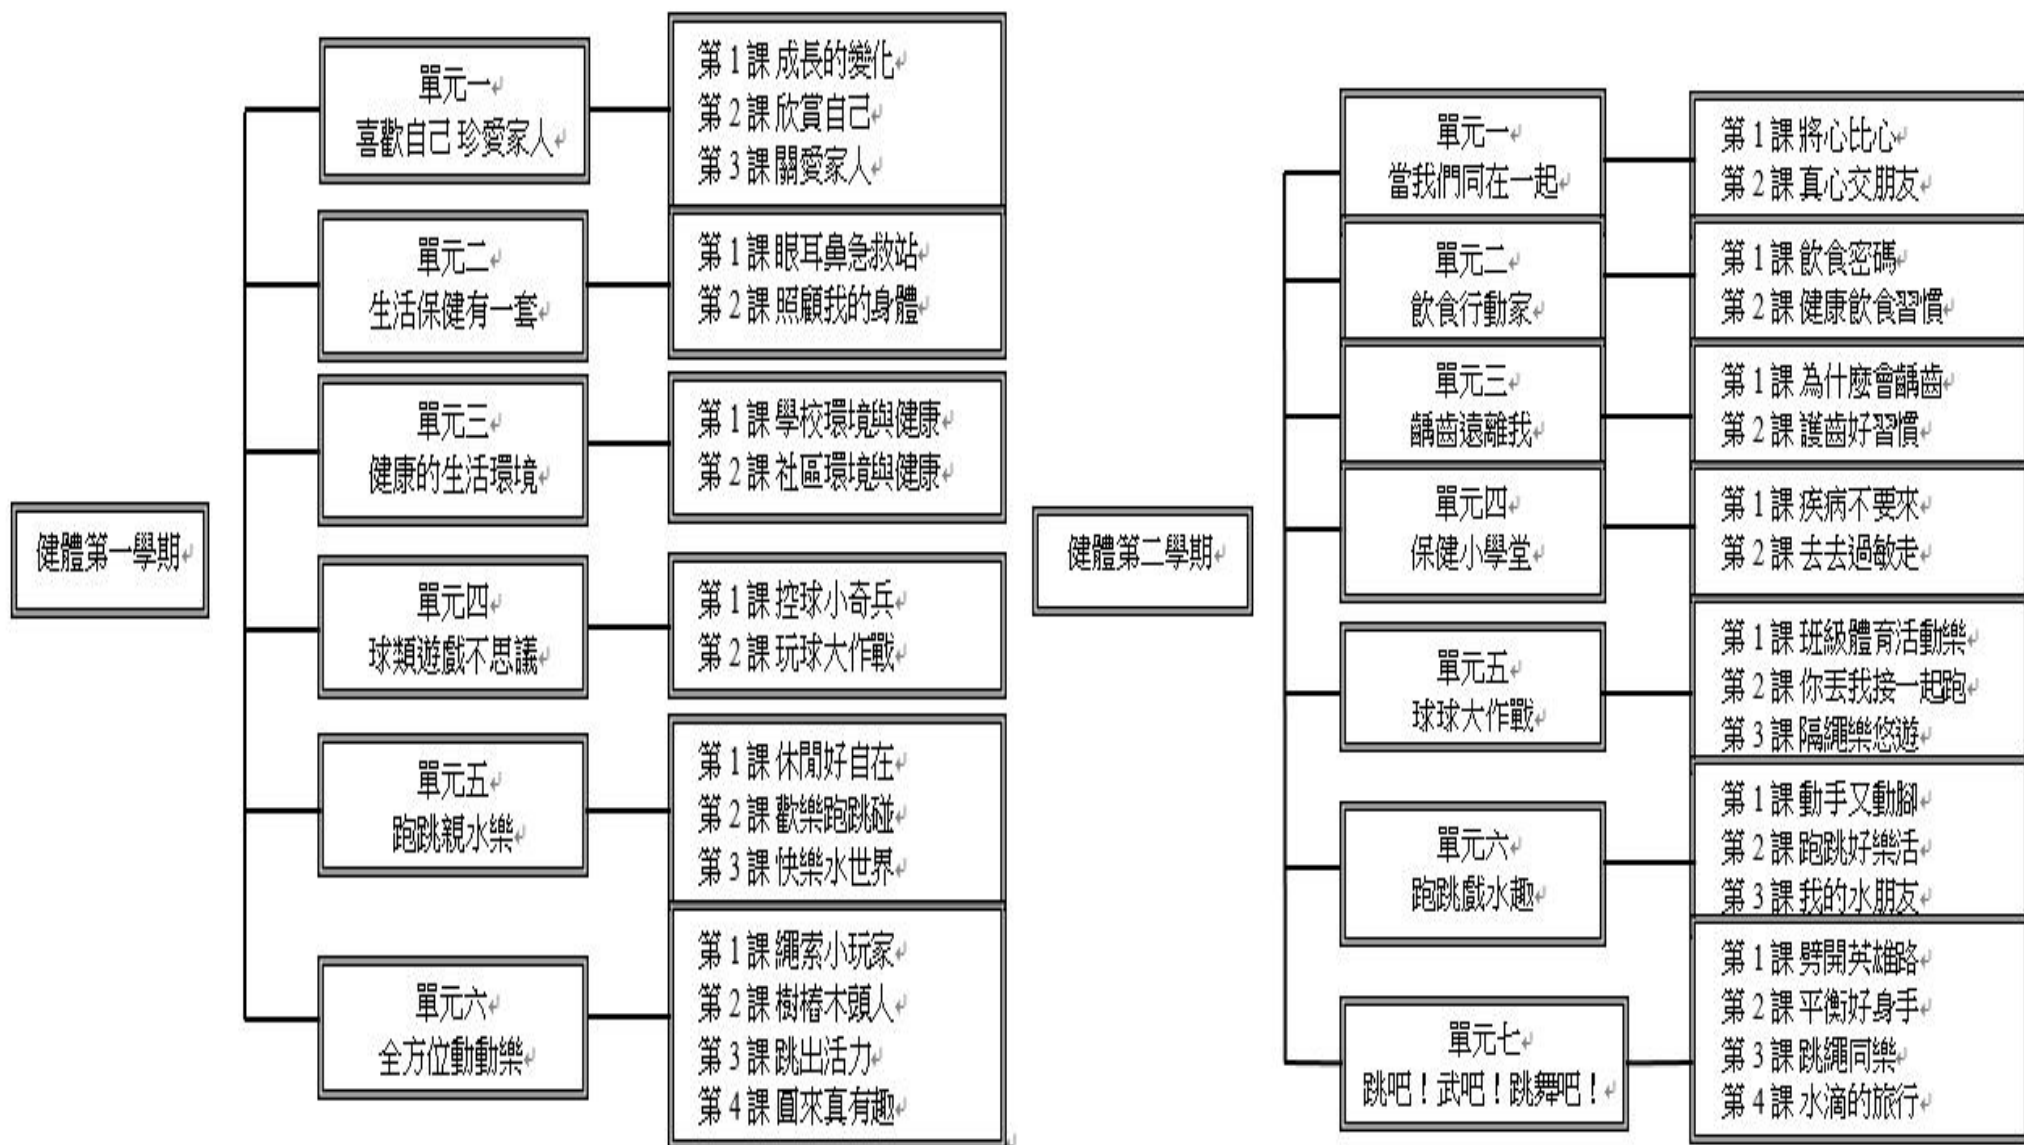 健體第一學期
單元一
喜歡自己 珍愛家人
第 1 課 成長的變化
第 2 課 欣賞自己
第 3 課 關愛家人
單元二
生活保健有一套
第 1 課 眼耳鼻急救站
第 2 課 照顧我的身體
單元三
健康的生活環境
第 1 課 學校環境與健康
第 2 課 社區環境與健康
單元四
球類遊戲不思議
第 1 課 控球小奇兵
第 2 課 玩球大作戰
單元五
跑跳親水樂
第 1 課 休閒好自在
第 2 課 歡樂跑跳碰
第 3 課 快樂水世界
單元六
全方位動動樂
第 1 課 繩索小玩家
第 2 課 樹樁木頭人
第 3 課 跳出活力
第 4 課 圓來真有趣
健體第二學期
單元一
當我們同在一起
第 1 課 將心比心
第 2 課 真心交朋友
單元二
飲食行動家
第 1 課 飲食密碼
第 2 課 健康飲食習慣
單元三
齲齒遠離我
第 1 課 為什麼會齲齒
第 2 課 護齒好習慣
單元四
保健小學堂
第 1 課 疾病不要來
第 2 課 去去過敏走
單元五
球球大作戰
第 1 課 班級體育活動樂
第 2 課 你丟我接一起跑
第 3 課 隔繩樂悠遊
單元六
跑跳戲水趣
第 1 課 動手又動腳
第 2 課 跑跳好樂活
第 3 課 我的水朋友
單元七
跳吧！武吧！跳舞吧！
第 1 課 劈開英雄路
第 2 課 平衡好身手
第 3 課 跳繩同樂
第 4 課 水滴的旅行